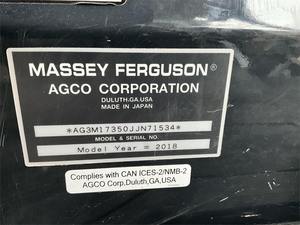 MASSEY FERGUSON®
AGCO CORPORATION
DULUTH,GA,USA
MADE IN JAPAN
*AG3M17350JJN71534*
MODEL & SERIAL NO.
Model Year = 2018
Complies with CAN ICES-2/NMB-2
AGCO Corp.Duluth,GA,USA